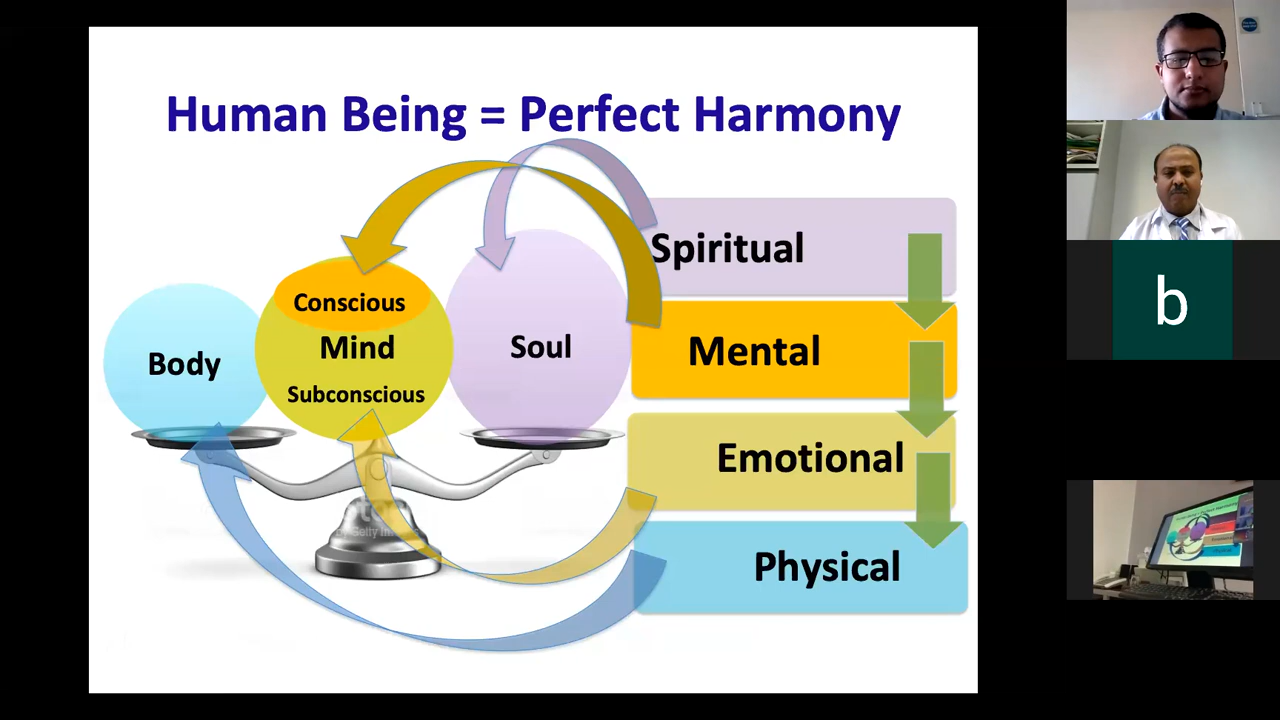 Human Being = Perfect Harmony
Spiritual
Conscious
Mind
Subconscious
Soul
Body
Mental
Emotional
Physical
b